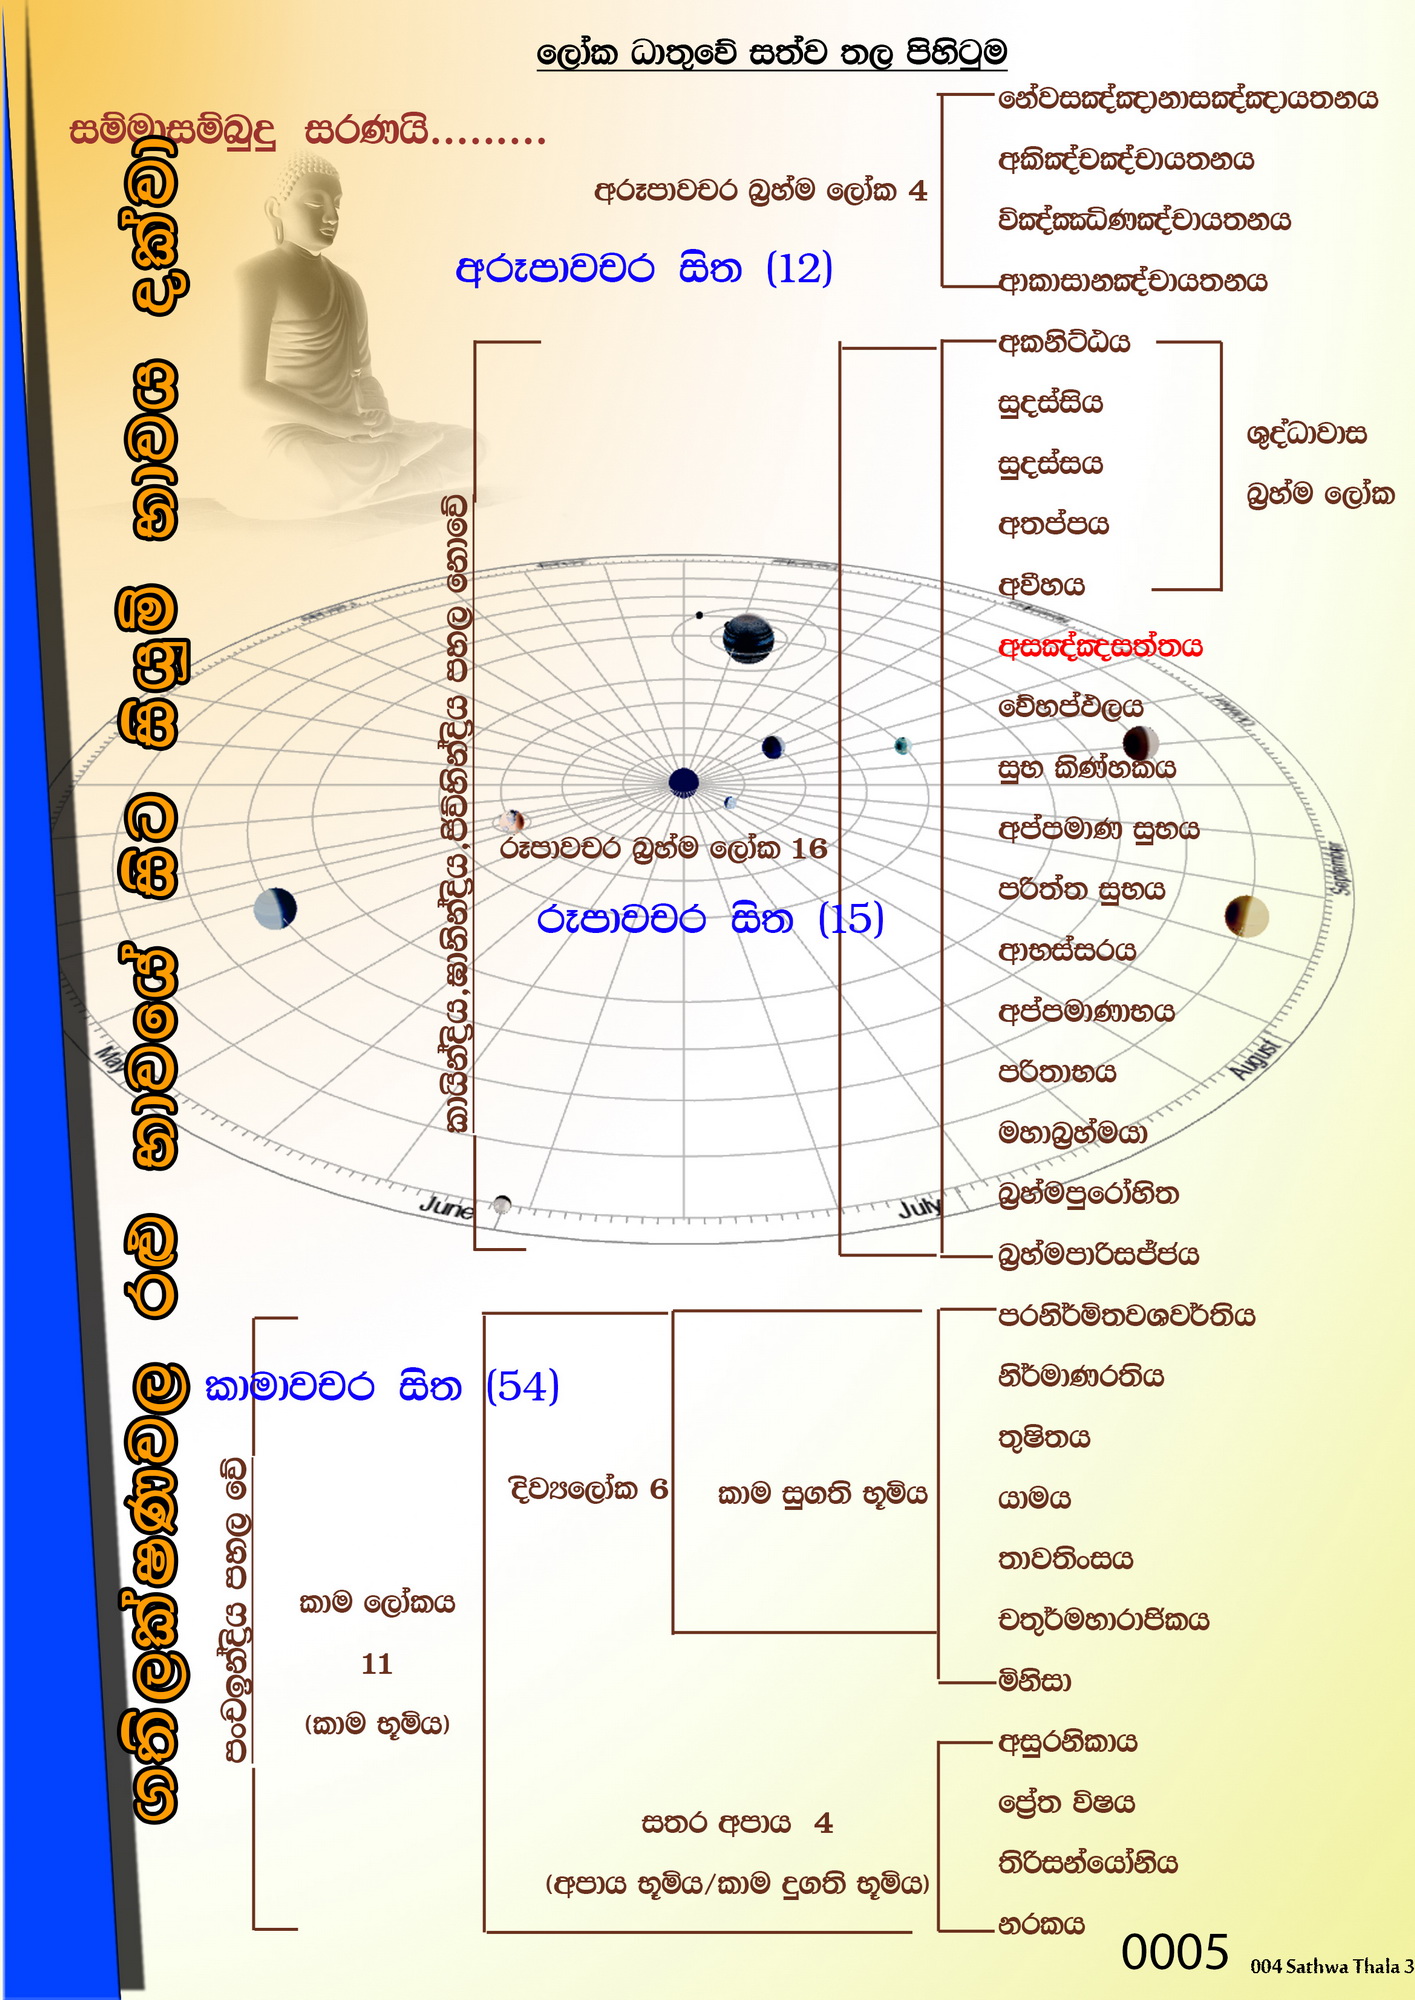 ලෝක ධාතුවේ සත්ව තල පිහිටුම
සම්මාසම්බුදු සරණයි.........
ගතිලක්ෂණවල රළු භාවයේ සිට සියුම් භාවය දක්වා
අරූපාවචර බ්‍රහ්ම ලෝක 4
අරූපාවචර සිත (12)
නේවසඤ්ඤානාසඤ්ඤායතනය
අකිඤ්චඤ්චායතනය
විඤ්ඤඬිණඤ්චායතනය
ආකාසානඤ්චායතනය
අකනිට්ඨය
සුදස්සිය
සුදස්සය
අතප්පය
අවිහය
ශුද්ධාවාස
බ්‍රහ්ම ලෝක
අසඤ්ඤසත්තය
වේහප්ඵලය
සුභ කිණ්හකය
අප්පමාණ සුභය
පරිත්ත සුභය
ආභස්සරය
අප්පමාණාභය
පරිතාභය
මහාබ්‍රහ්මයා
බ්‍රහ්මපුරෝහිත
බ්‍රහ්මපාරිසජ්ජය
රූපාවචර බ්‍රහ්ම ලෝක 16
රූපාවචර සිත (15)
පහල නොවේ
May
June
July
August
September
පරනිර්මිතවශවර්තිය
නිර්මාණරතිය
තුෂිතය
යාමය
තාවතිංසය
චතුර්මහාරාජිකය
මිනිසා
කාමාවචර සිත (54)
දිව්‍යලෝක 6
කාම සුගති භූමිය
පංචඉන්ද්‍රිය පහල වේ
කාම ලෝකය
11
(කාම භූමිය)
අසුරනිකාය
ප්‍රේත විෂය
තිරිසන්යෝනිය
නරකය
සතර අපාය 4
(අපාය භූමිය/කාම දුගති භූමිය)
0005
004 Sathwa Thala 3